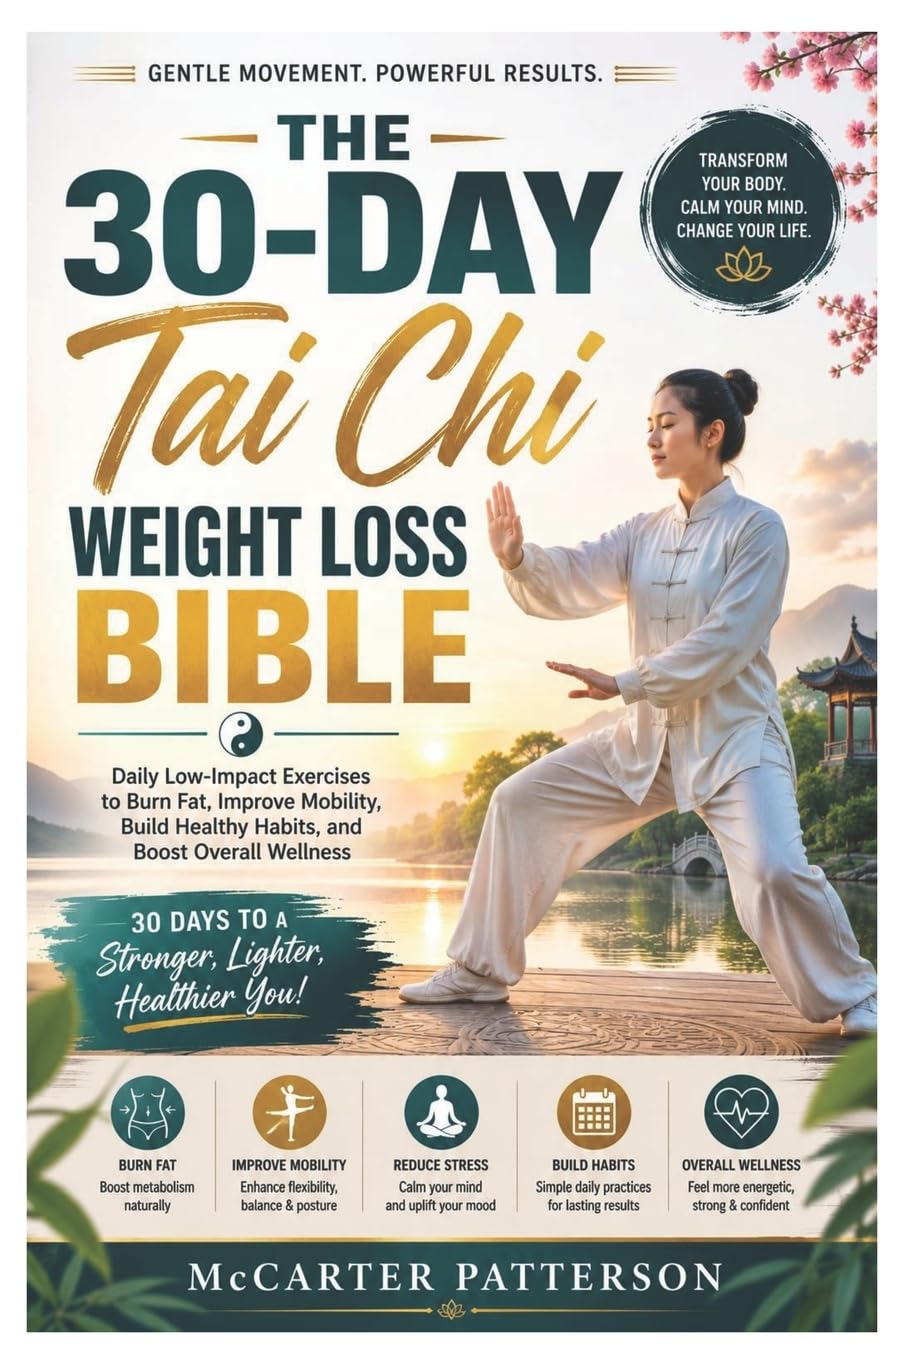 GENTLE MOVEMENT. POWERFUL RESULTS.
THE
30-DAY
Tai Chi
WEIGHT LOSS
BIBLE
TRANSFORM
YOUR BODY.
CALM YOUR MIND.
CHANGE YOUR LIFE.
Daily Low-Impact Exercises
to Burn Fat, Improve Mobility,
Build Healthy Habits, and
Boost Overall Wellness
30 DAYS TO A
Stronger, Lighter,
Healthier You!
BURN FAT
Boost metabolism
naturally
IMPROVE MOBILITY
Enhance flexibility,
balance & posture
REDUCE STRESS
Calm your mind
and uplift your mood
BUILD HABITS
Simple daily practices
for lasting results
OVERALL WELLNESS
Feel more energetic,
strong & confident
McCARTER PATTERSON